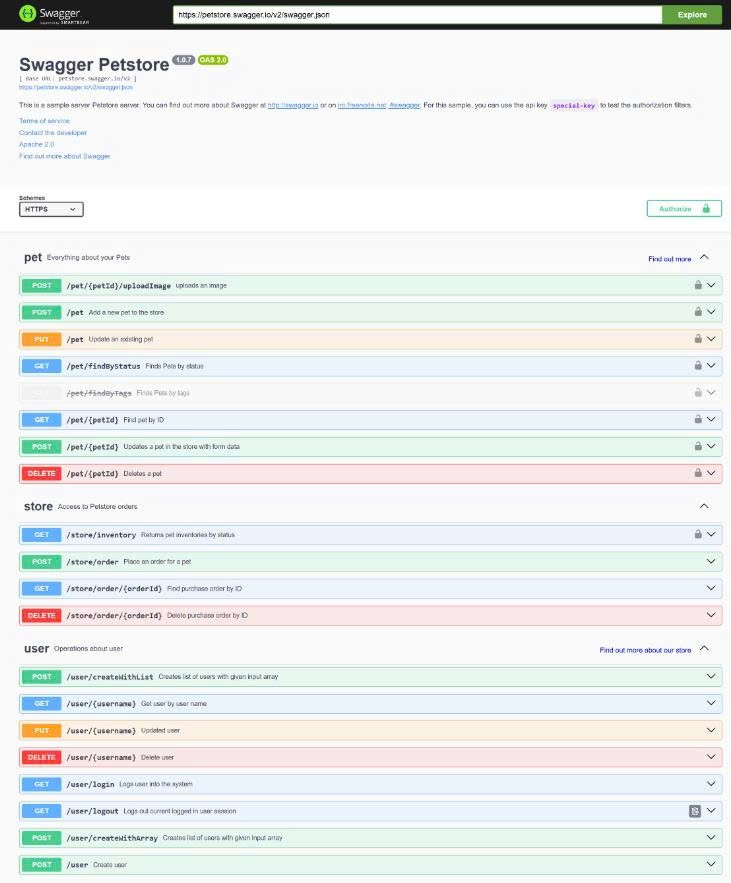 Swagger.
Supported by SMARTBEAR
https://petstore.swagger.io/v2/swagger.json
Explore
Swagger Petstore 1.0.7 OAS 2.0
[ Base URL: petstore.swagger.io/v2 ]
https://petstore.swagger.io/v2/swagger.json
This is a sample server Petstore server. You can find out more about Swagger at http://swagger.io or on irc.freenode.net, #swagger. For this sample, you can use the api key special-key to test the authorization filters.
Terms of service
Contact the developer
Apache 2.0
Find out more about Swagger
Schemes
HTTPS
Authorize
pet Everything about your Pets Find out more
POST /pet/{petId}/uploadImage uploads an image
POST /pet Add a new pet to the store
PUT /pet Update an existing pet
GET /pet/findByStatus Finds Pets by status
GET /pet/findByTags Finds Pets by tags
GET /pet/{petId} Find pet by ID
POST /pet/{petId} Updates a pet in the store with form data
DELETE /pet/{petId} Deletes a pet
store Access to Petstore orders
GET /store/inventory Returns pet inventories by status
POST /store/order Place an order for a pet
GET /store/order/{orderId} Find purchase order by ID
DELETE /store/order/{orderId} Delete purchase order by ID
user Operations about user Find out more about our store
POST /user/createWithList Creates list of users with given input array
GET /user/{username} Get user by user name
PUT /user/{username} Updated user
DELETE /user/{username} Delete user
GET /user/login Logs user into the system
GET /user/logout Logs out current logged in user session
POST /user/createWithArray Creates list of users with given input array
POST /user Create user